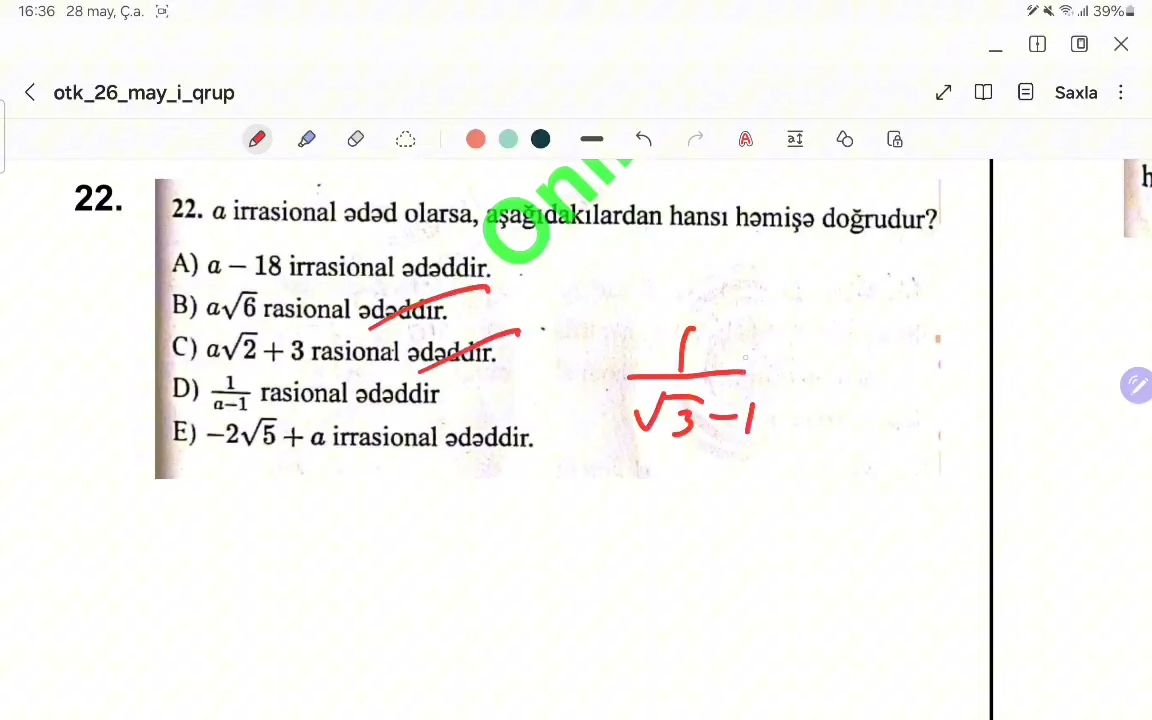 16:36 28 may, Ç.a. 39%
otk_26_may_i_qrup Saxla
22.
22. a irrasional ədəd olarsa, aşağıdakılardan hansı həmişə doğrudur?
A) a – 18 irrasional ədəddir.
B) a√6 rasional ədəddir.
C) a√2 + 3 rasional ədəddir.
D) 1/(a−1) rasional ədəddir
E) −2√5 + a irrasional ədəddir.
1
√3 − 1
Onli
h